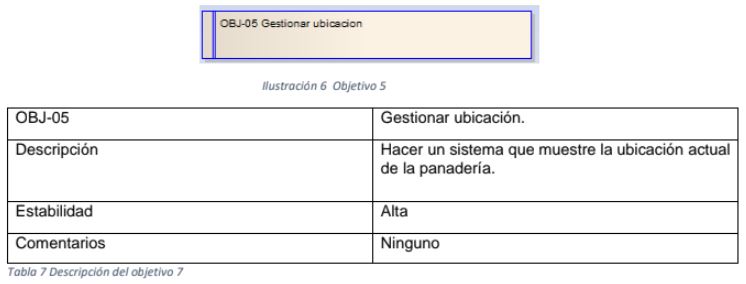 OBJ-05 Gestionar ubicacion
Ilustración 6 Objetivo 5
OBJ-05 Gestionar ubicación.
Descripción Hacer un sistema que muestre la ubicación actual
de la panadería.
Estabilidad Alta
Comentarios Ninguno
Tabla 7 Descripción del objetivo 7